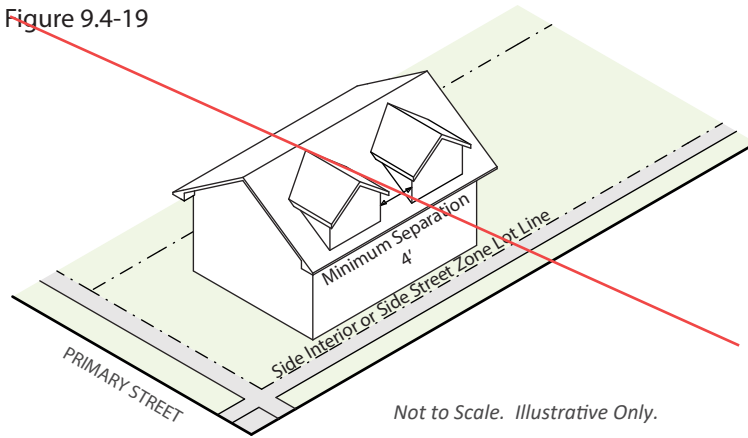 Figure 9.4-19
Minimum Separation
4'
Side Interior or Side Street Zone Lot Line
PRIMARY STREET
Not to Scale. Illustrative Only.